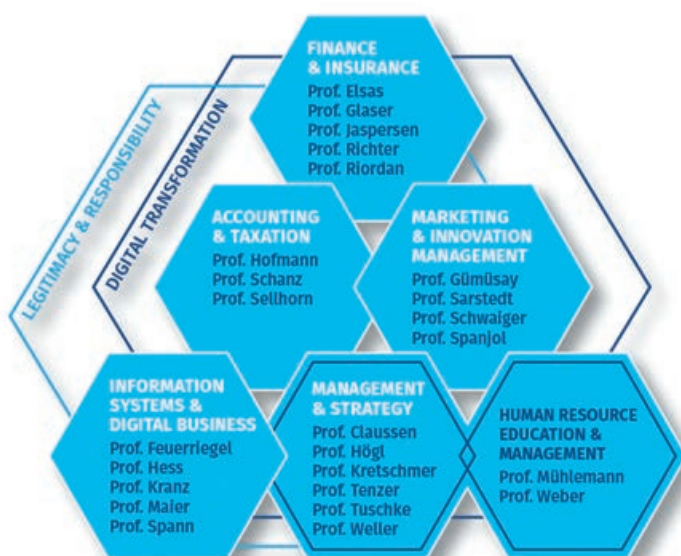 LEGITIMACY & RESPONSIBILITY
DIGITAL TRANSFORMATION
FINANCE
& INSURANCE
Prof. Elsas
Prof. Glaser
Prof. Jaspersen
Prof. Richter
Prof. Riordan
ACCOUNTING
& TAXATION
Prof. Hofmann
Prof. Schanz
Prof. Sellhorn
MARKETING
& INNOVATION
MANAGEMENT
Prof. Gümüsay
Prof. Sarstedt
Prof. Schwaiger
Prof. Spanjol
INFORMATION
SYSTEMS &
DIGITAL BUSINESS
Prof. Feuerriegel
Prof. Hess
Prof. Kranz
Prof. Maier
Prof. Spann
MANAGEMENT
& STRATEGY
Prof. Claussen
Prof. Högl
Prof. Kretschmer
Prof. Tenzer
Prof. Tuschke
Prof. Weller
HUMAN RESOURCE
EDUCATION &
MANAGEMENT
Prof. Mühlemann
Prof. Weber